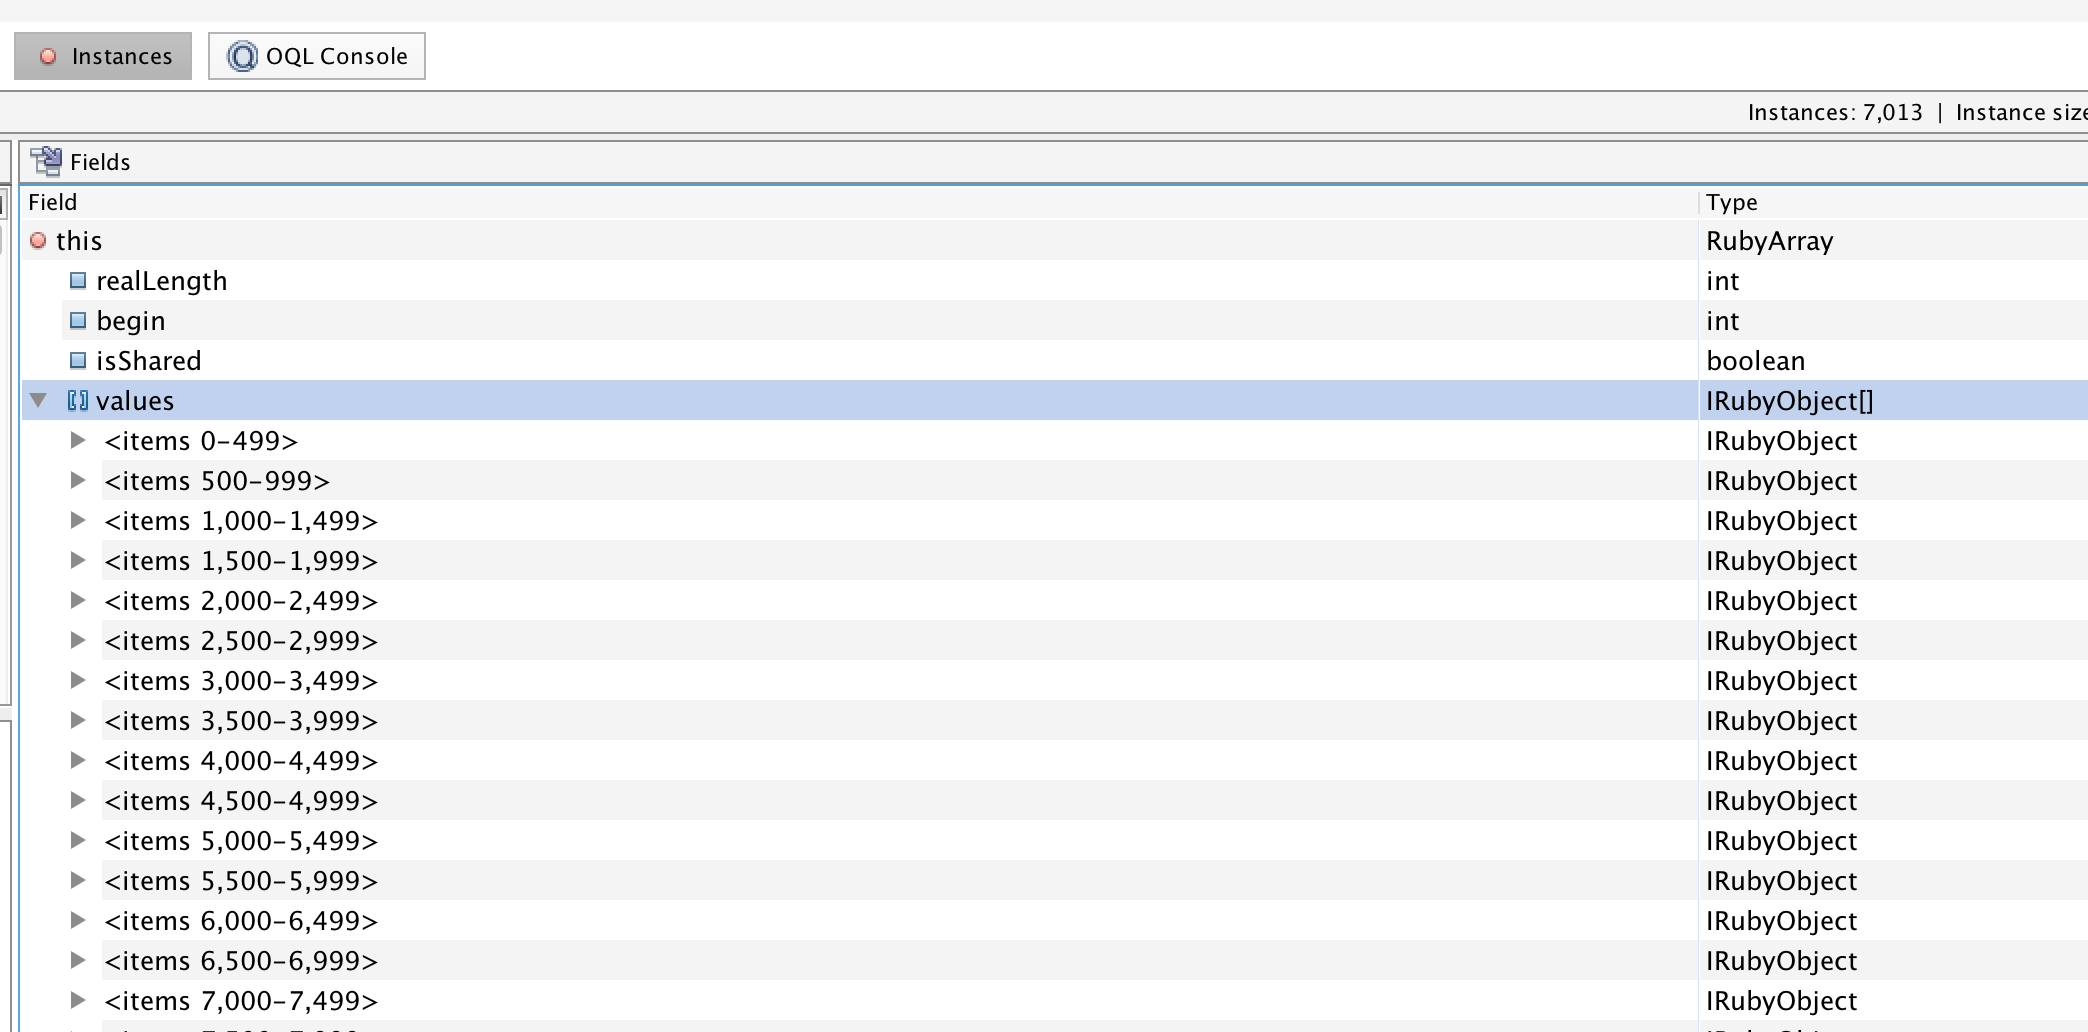 Instances OQL Console
Instances: 7,013 | Instance size
Fields
Field Type
this RubyArray
realLength int
begin int
isShared boolean
values IRubyObject[]
<items 0-499> IRubyObject
<items 500-999> IRubyObject
<items 1,000-1,499> IRubyObject
<items 1,500-1,999> IRubyObject
<items 2,000-2,499> IRubyObject
<items 2,500-2,999> IRubyObject
<items 3,000-3,499> IRubyObject
<items 3,500-3,999> IRubyObject
<items 4,000-4,499> IRubyObject
<items 4,500-4,999> IRubyObject
<items 5,000-5,499> IRubyObject
<items 5,500-5,999> IRubyObject
<items 6,000-6,499> IRubyObject
<items 6,500-6,999> IRubyObject
<items 7,000-7,499> IRubyObject